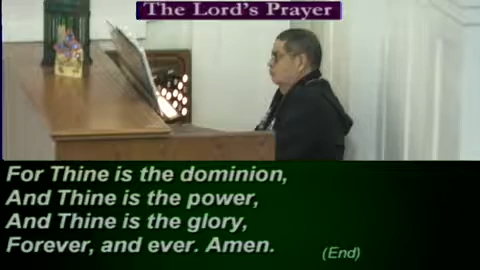 The Lord's Prayer
For Thine is the dominion,
And Thine is the power,
And Thine is the glory,
Forever, and ever. Amen.
(End)